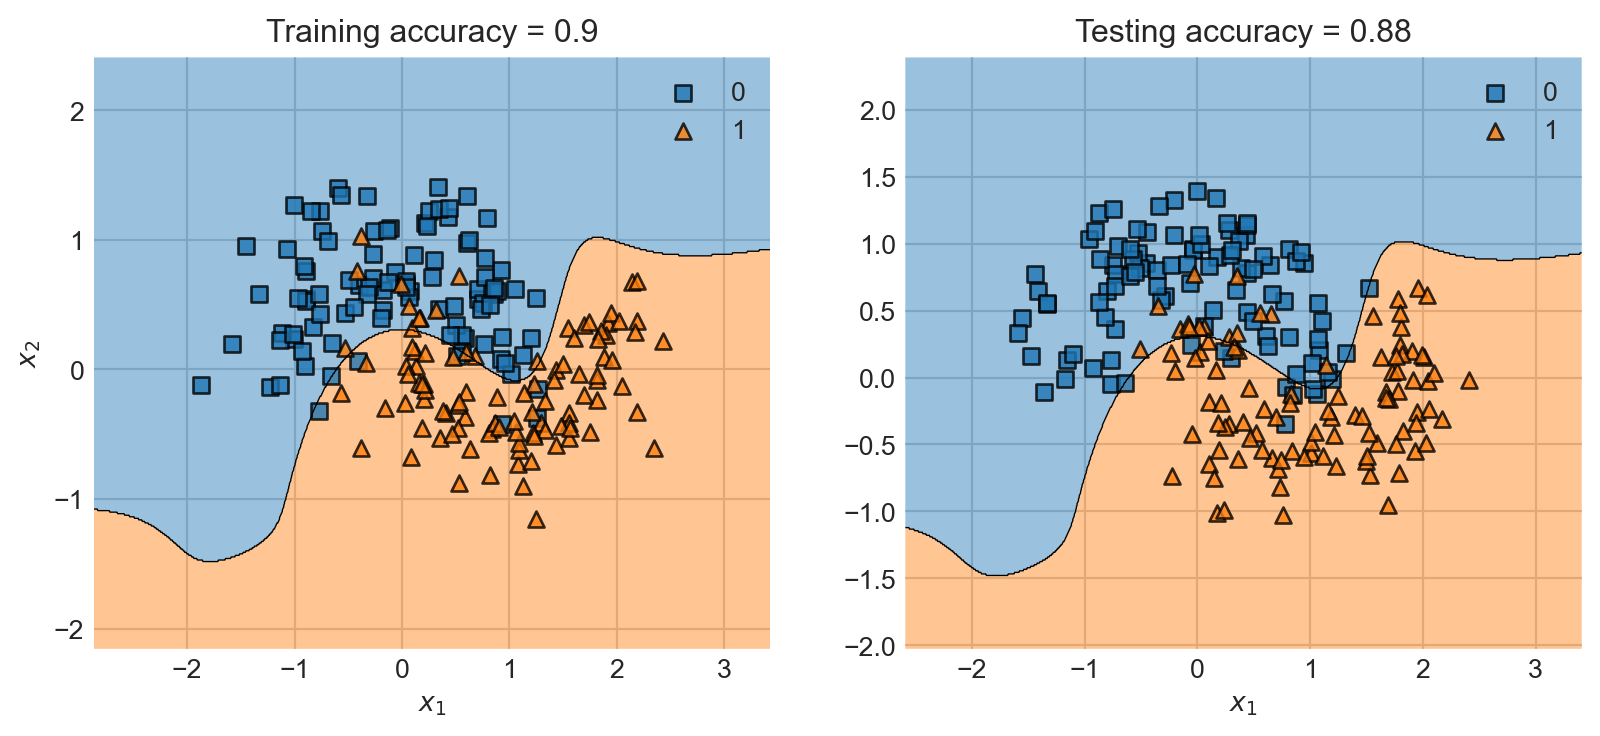 Training accuracy = 0.9
0
1
2
1
0
−1
−2
x2
−2 −1 0 1 2 3
x1
Testing accuracy = 0.88
0
1
2.0
1.5
1.0
0.5
0.0
−0.5
−1.0
−1.5
−2.0
−2 −1 0 1 2 3
x1